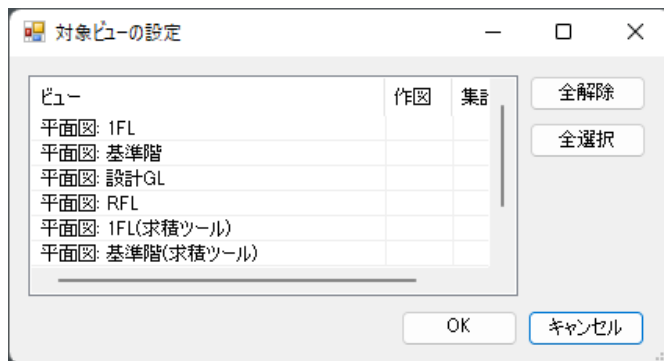 対象ビューの設定
ビュー 作図 集計
平面図: 1FL
平面図: 基準階
平面図: 設計GL
平面図: RFL
平面図: 1FL(求積ツール)
平面図: 基準階(求積ツール)
全解除
全選択
OK
キャンセル